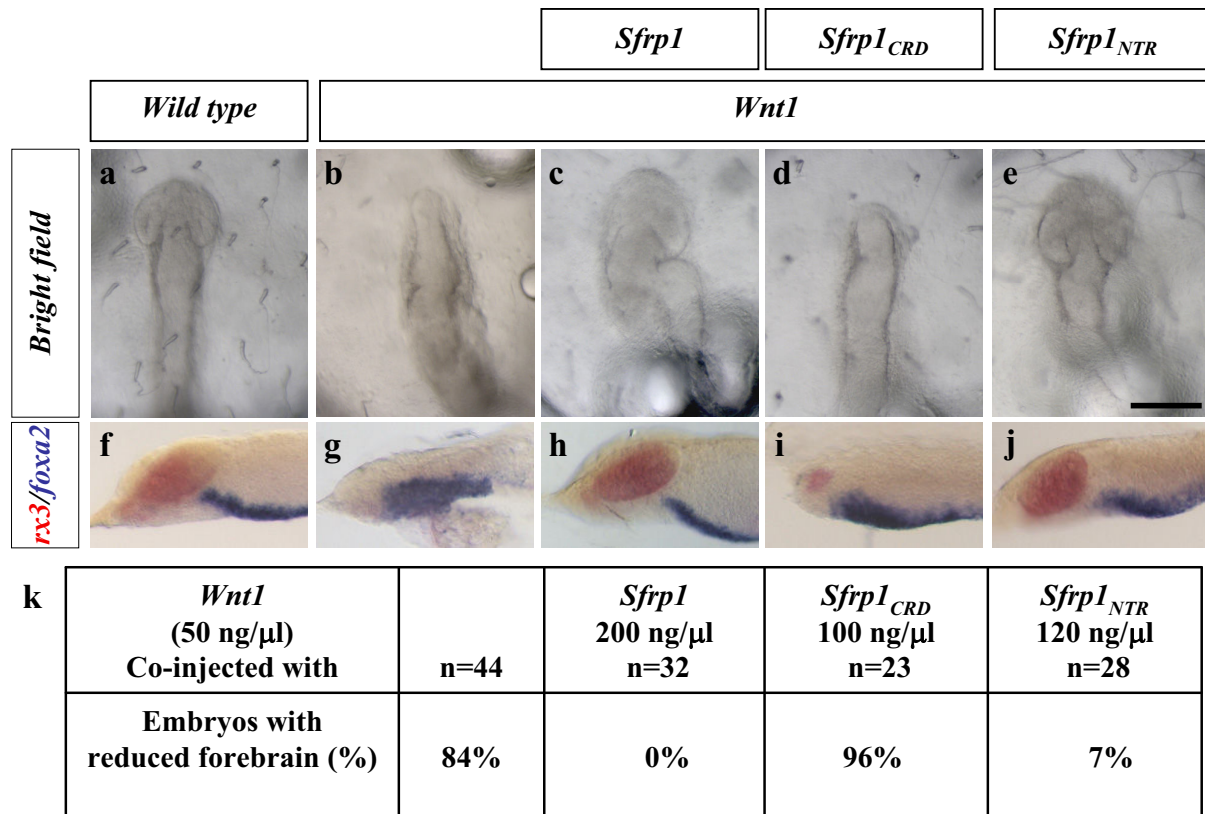 Sfrp1 Sfrp1CRD Sfrp1NTR
Wild type Wnt1
Bright field
a b c d e
rx3/foxa2
f g h i j
k
Wnt1
(50 ng/μl)
Co-injected with
n=44
Sfrp1
200 ng/μl
n=32
Sfrp1CRD
100 ng/μl
n=23
Sfrp1NTR
120 ng/μl
n=28
Embryos with
reduced forebrain (%)
84% 0% 96% 7%